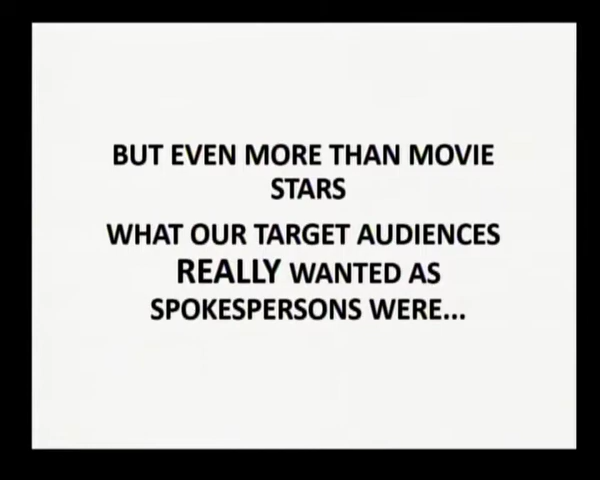 BUT EVEN MORE THAN MOVIE
STARS
WHAT OUR TARGET AUDIENCES
REALLY WANTED AS
SPOKESPERSONS WERE...